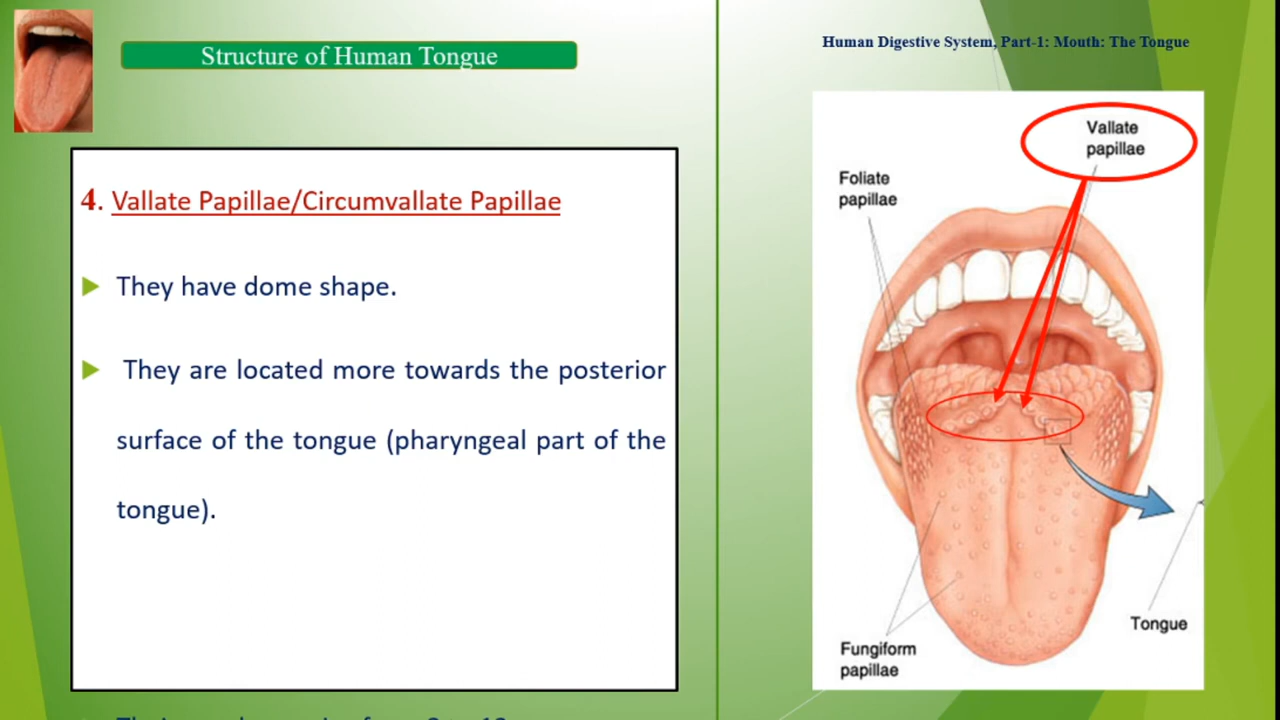 Structure of Human Tongue
Human Digestive System, Part-1: Mouth: The Tongue
4. Vallate Papillae/Circumvallate Papillae
They have dome shape.
They are located more towards the posterior
surface of the tongue (pharyngeal part of the
tongue).
Vallate
papillae
Foliate
papillae
Tongue
Fungiform
papillae